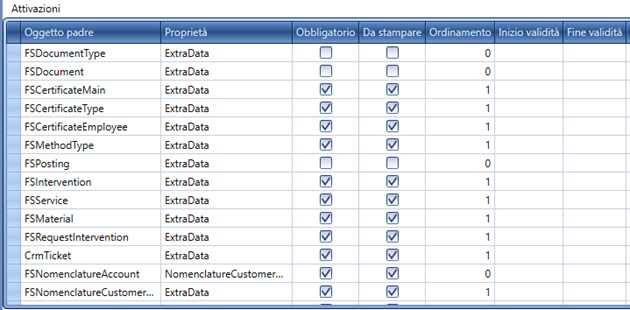 Attivazioni
Oggetto padre Proprietà Obbligatorio Da stampare Ordinamento Inizio validità Fine validità
FSDocumentType ExtraData 0
FSDocument ExtraData 0
FSCertificateMain ExtraData 1
FSCertificateType ExtraData 1
FSCertificateEmployee ExtraData 1
FSMethodType ExtraData 1
FSPosting ExtraData 0
FSIntervention ExtraData 1
FSService ExtraData 1
FSMaterial ExtraData 1
FSRequestIntervention ExtraData 1
CrmTicket ExtraData 1
FSNomenclatureAccount NomenclatureCustomer... 0
FSNomenclatureCustomer... ExtraData 1